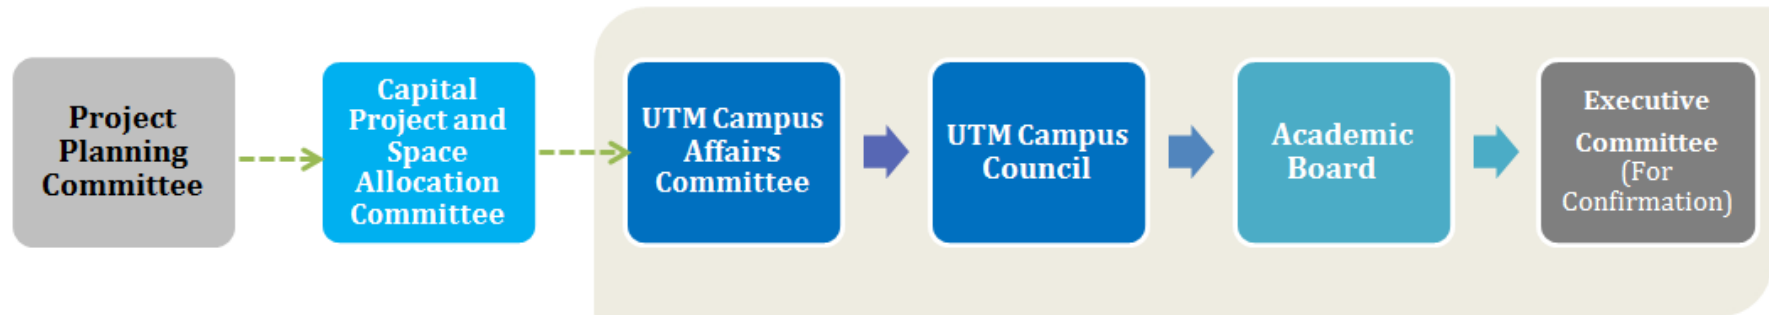 Project
Planning
Committee
Capital
Project and
Space
Allocation
Committee
UTM Campus
Affairs
Committee
UTM Campus
Council
Academic
Board
Executive
Committee
(For
Confirmation)